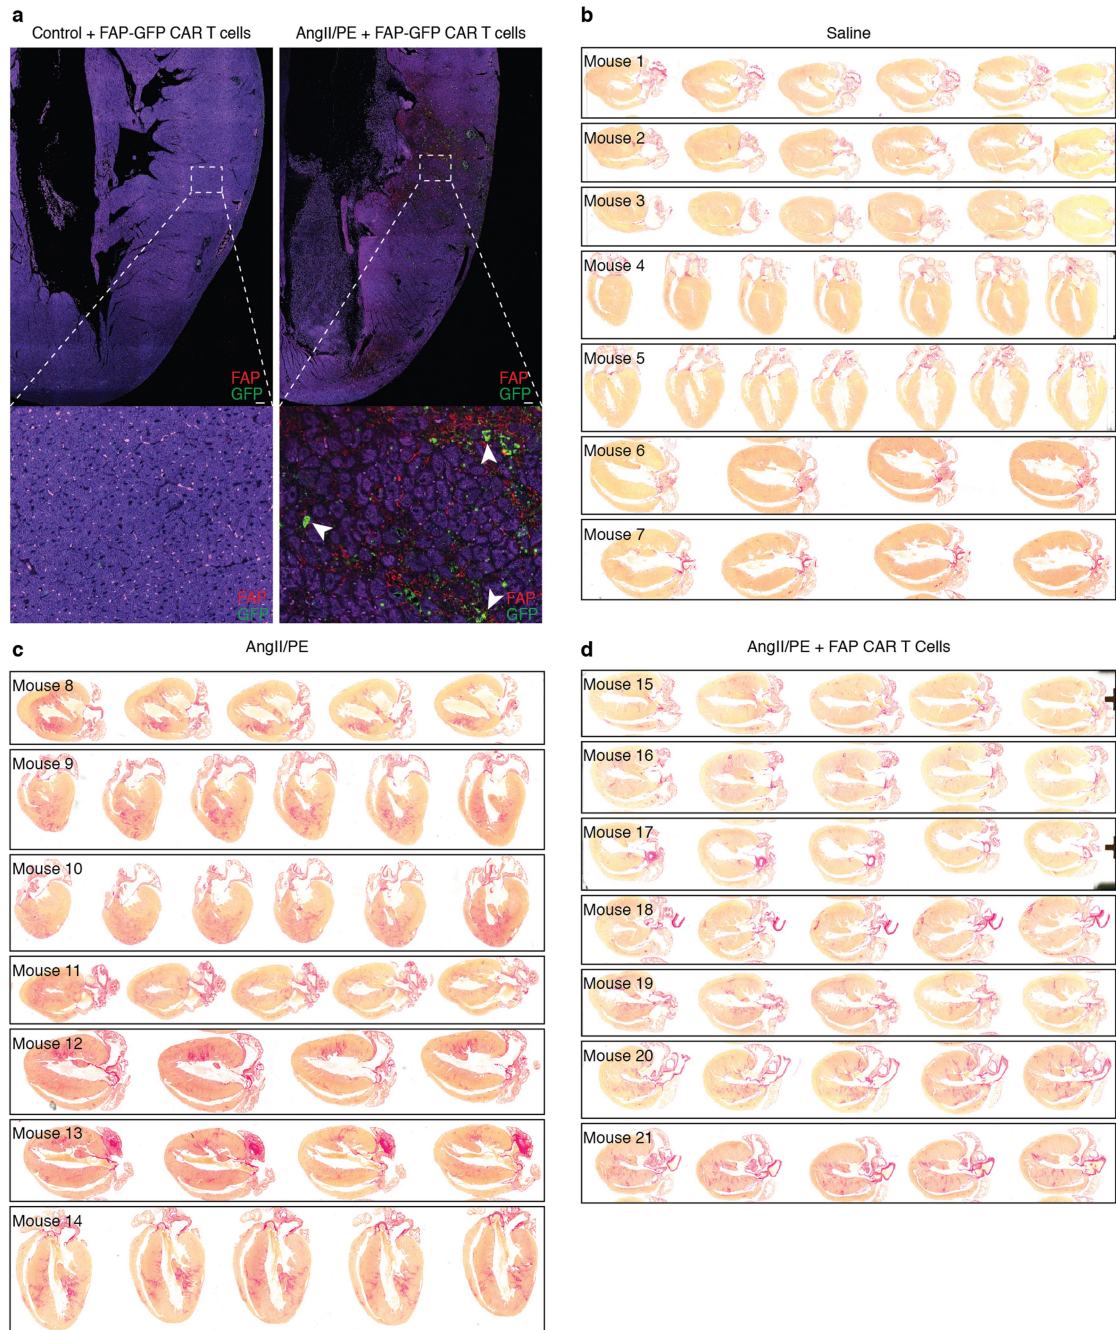 a
Control + FAP-GFP CAR T cells
AngII/PE + FAP-GFP CAR T cells
FAP
GFP
FAP
GFP
FAP
GFP
FAP
GFP
b
Saline
Mouse 1
Mouse 2
Mouse 3
Mouse 4
Mouse 5
Mouse 6
Mouse 7
c
AngII/PE
Mouse 8
Mouse 9
Mouse 10
Mouse 11
Mouse 12
Mouse 13
Mouse 14
d
AngII/PE + FAP CAR T Cells
Mouse 15
Mouse 16
Mouse 17
Mouse 18
Mouse 19
Mouse 20
Mouse 21